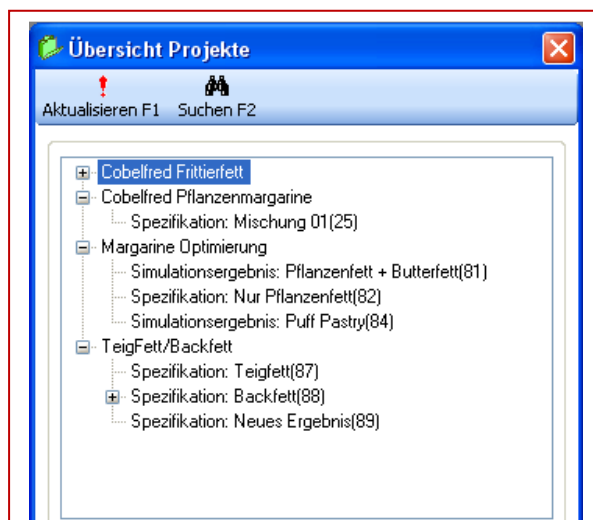 Übersicht Projekte
Aktualisieren F1 Suchen F2
Cobelfred Frittierfett
Cobelfred Pflanzenmargarine
Spezifikation: Mischung 01(25)
Margarine Optimierung
Simulationsergebnis: Pflanzenfett + Butterfett(81)
Spezifikation: Nur Pflanzenfett(82)
Simulationsergebnis: Puff Pastry(84)
TeigFett/Backfett
Spezifikation: Teigfett(87)
Spezifikation: Backfett(88)
Spezifikation: Neues Ergebnis(89)